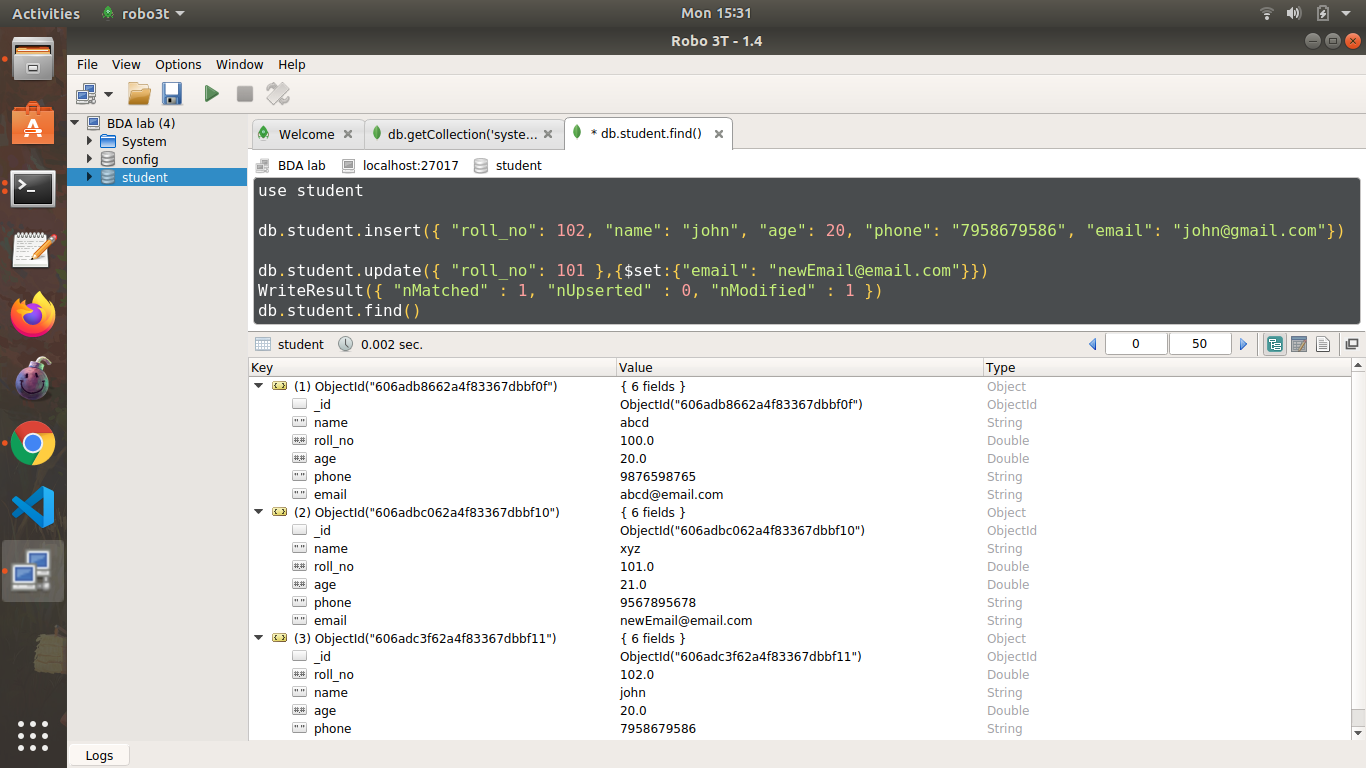 Activities robo3t Mon 15:31
Robo 3T - 1.4
File View Options Window Help
BDA lab (4)
System
config
student
Welcome db.getCollection('syste... * db.student.find()
BDA lab localhost:27017 student
use student
db.student.insert({ "roll_no": 102, "name": "john", "age": 20, "phone": "7958679586", "email": "john@gmail.com"})
db.student.update({ "roll_no": 101 },{$set:{"email": "newEmail@email.com"}})
WriteResult({ "nMatched" : 1, "nUpserted" : 0, "nModified" : 1 })
db.student.find()
student 0.002 sec. 0 50
Key Value Type
(1) ObjectId("606adb8662a4f83367dbbf0f") { 6 fields } Object
_id ObjectId("606adb8662a4f83367dbbf0f") ObjectId
name abcd String
roll_no 100.0 Double
age 20.0 Double
phone 9876598765 String
email abcd@email.com String
(2) ObjectId("606adbc062a4f83367dbbf10") { 6 fields } Object
_id ObjectId("606adbc062a4f83367dbbf10") ObjectId
name xyz String
roll_no 101.0 Double
age 21.0 Double
phone 9567895678 String
email newEmail@email.com String
(3) ObjectId("606adc3f62a4f83367dbbf11") { 6 fields } Object
_id ObjectId("606adc3f62a4f83367dbbf11") ObjectId
roll_no 102.0 Double
name john String
age 20.0 Double
phone 7958679586 String
Logs